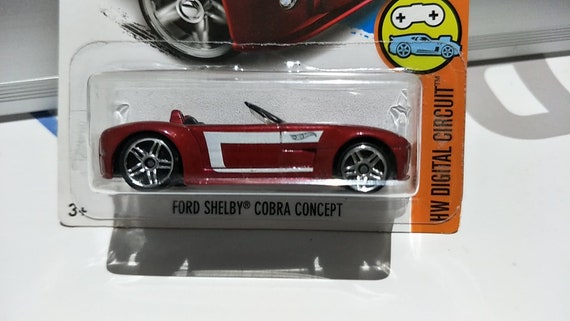 HW DIGITAL CIRCUIT™
3+
FORD SHELBY® COBRA CONCEPT